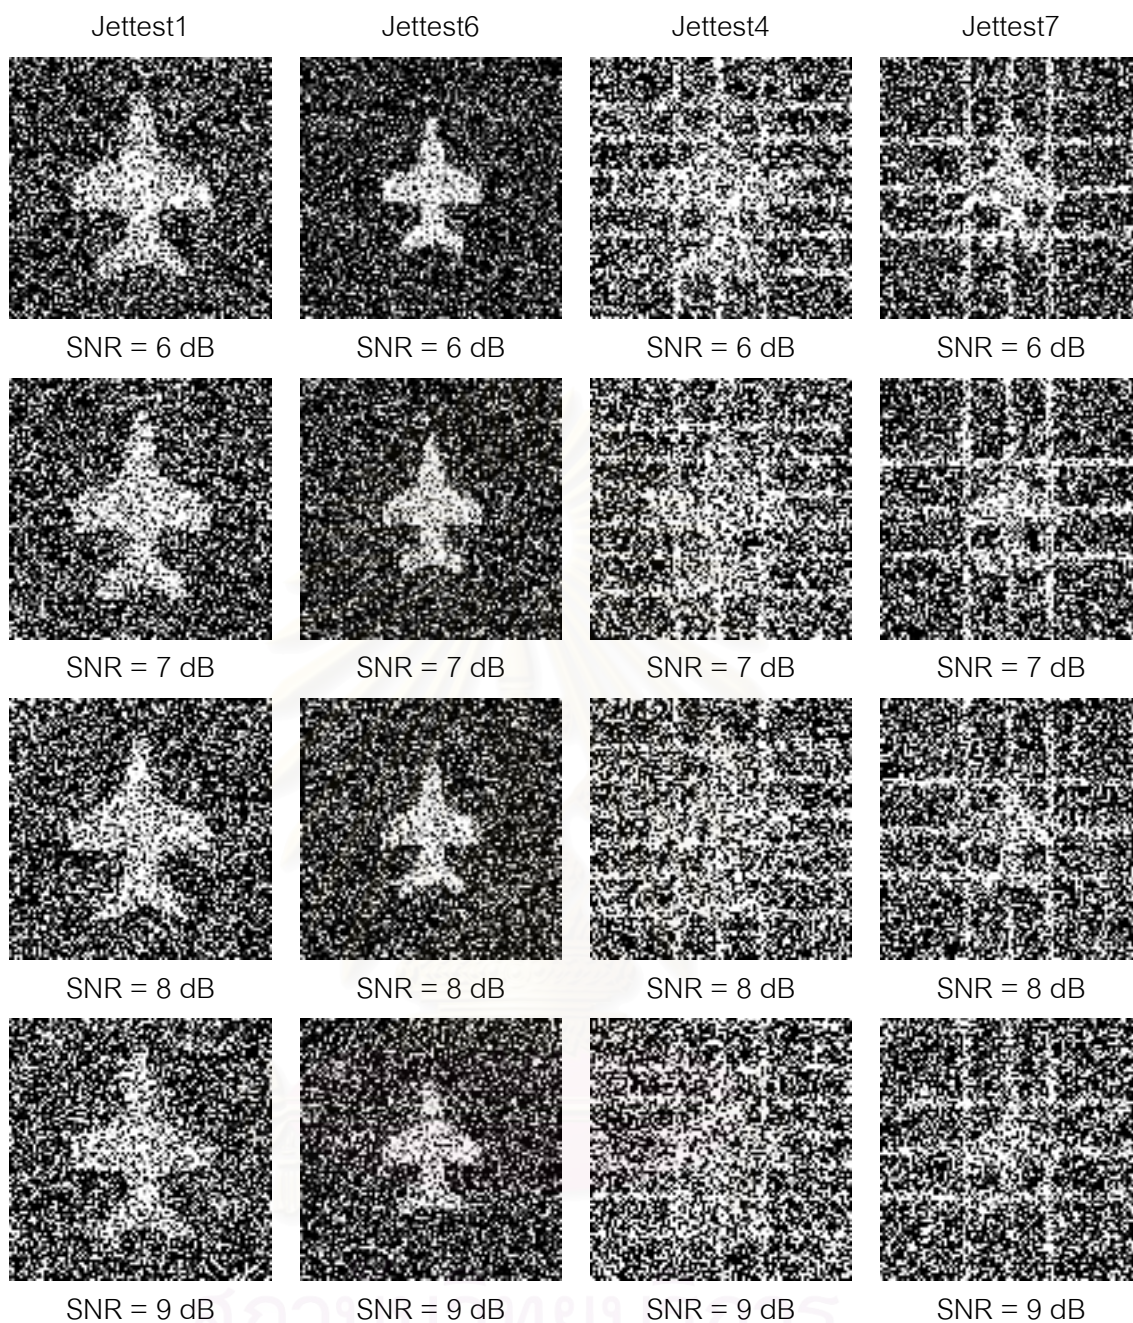 Jettest1 Jettest6 Jettest4 Jettest7
SNR = 6 dB SNR = 6 dB SNR = 6 dB SNR = 6 dB
SNR = 7 dB SNR = 7 dB SNR = 7 dB SNR = 7 dB
SNR = 8 dB SNR = 8 dB SNR = 8 dB SNR = 8 dB
SNR = 9 dB SNR = 9 dB SNR = 9 dB SNR = 9 dB